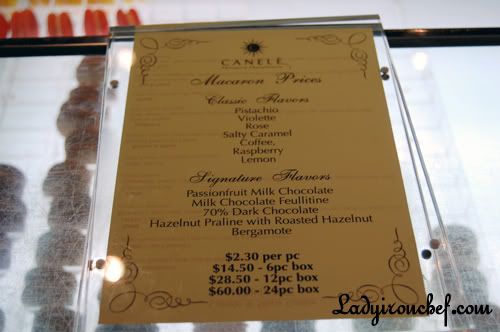 CANELÉ
Macaron Prices
Classic Flavors
Pistachio
Violette
Rose
Salty Caramel
Coffee,
Raspberry
Lemon
Signature Flavors
Passionfruit Milk Chocolate
Milk Chocolate Feullitine
70% Dark Chocolate
Hazelnut Praline with Roasted Hazelnut
Bergamote
$2.30 per pc
$14.50 - 6pc box
$28.50 - 12pc box
$60.00 - 24pc box
Ladyironchef.com